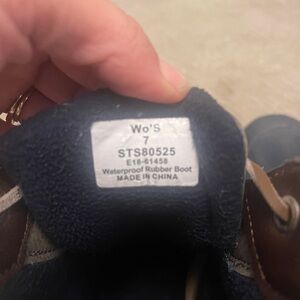 Wo'S
7
STS80525
E18-61458
Waterproof Rubber Boot
MADE IN CHINA